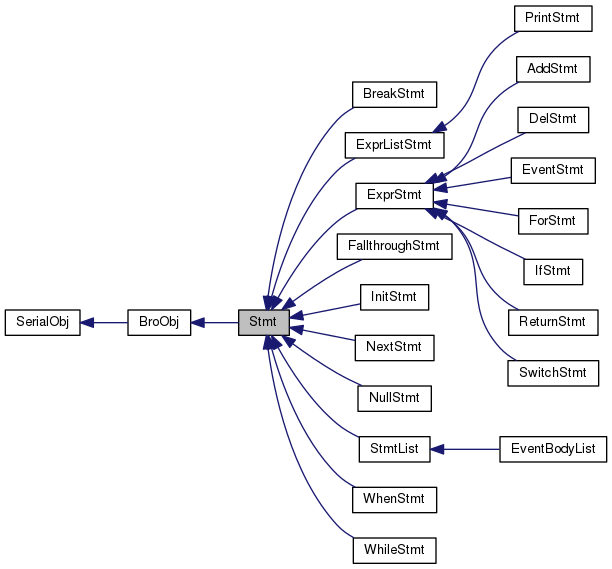 PrintStmt
AddStmt
BreakStmt
DelStmt
ExprListStmt
EventStmt
ExprStmt
ForStmt
FallthroughStmt
IfStmt
InitStmt
SerialObj
BroObj
Stmt
ReturnStmt
NextStmt
SwitchStmt
NullStmt
StmtList
EventBodyList
WhenStmt
WhileStmt